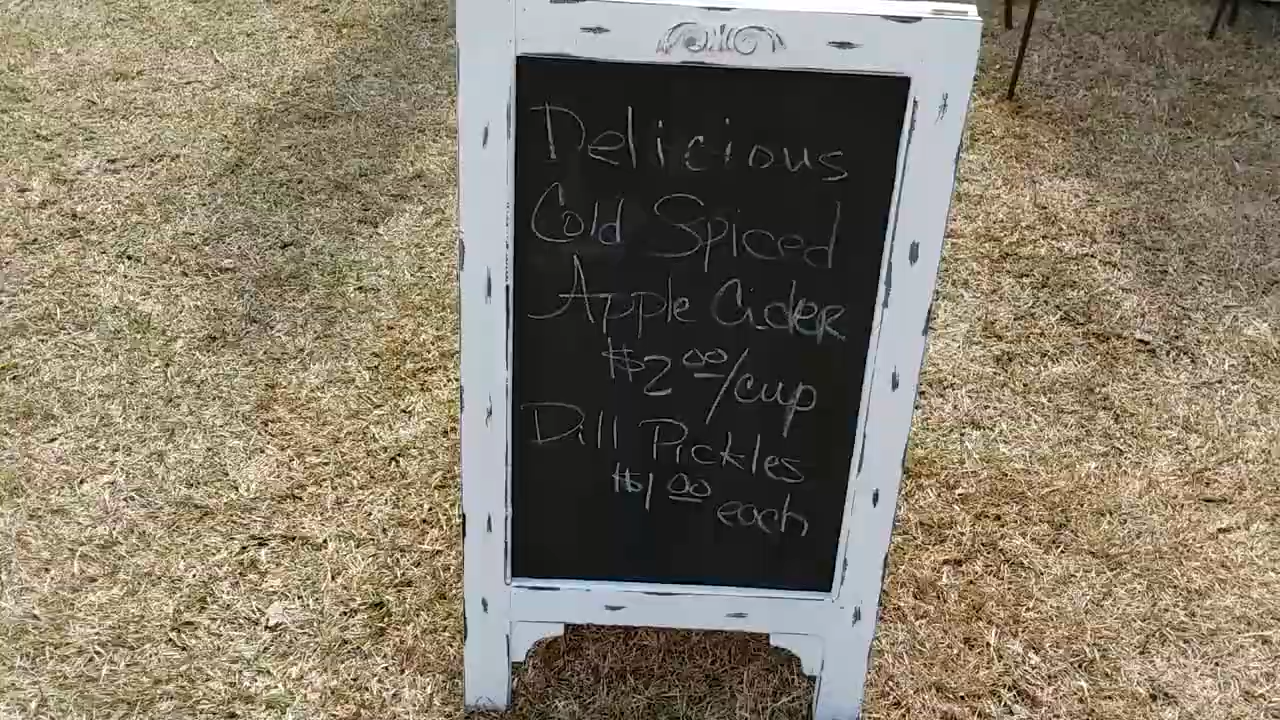 Delicious
Cold Spiced
Apple Cider
$2 00/cup
Dill Pickles
$1 00
each